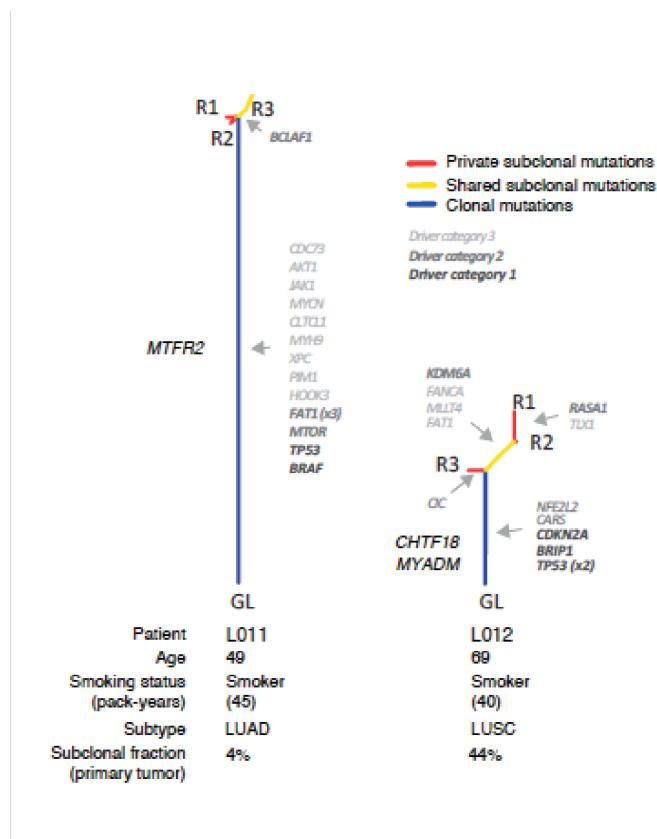 R1
R3
R2
BCLAF1
Private subclonal mutations
Shared subclonal mutations
Clonal mutations
Driver category 3
Driver category 2
Driver category 1
CDC73
AKT1
JAK1
MYCN
CLTCL1
MYH9
XPC
PIM1
HOOK3
FAT1 (x3)
MTOR
TP53
BRAF
MTFR2
KDM6A
FANCA
MLLT4
FAT1
R1
RASA1
TLX1
R2
R3
CIC
NFE2L2
CARS
CDKN2A
BRIP1
TP53 (x2)
CHTF18
MYADM
GL
GL
Patient L011 L012
Age 49 69
Smoking status Smoker Smoker
(pack-years) (45) (40)
Subtype LUAD LUSC
Subclonal fraction 4% 44%
(primary tumor)